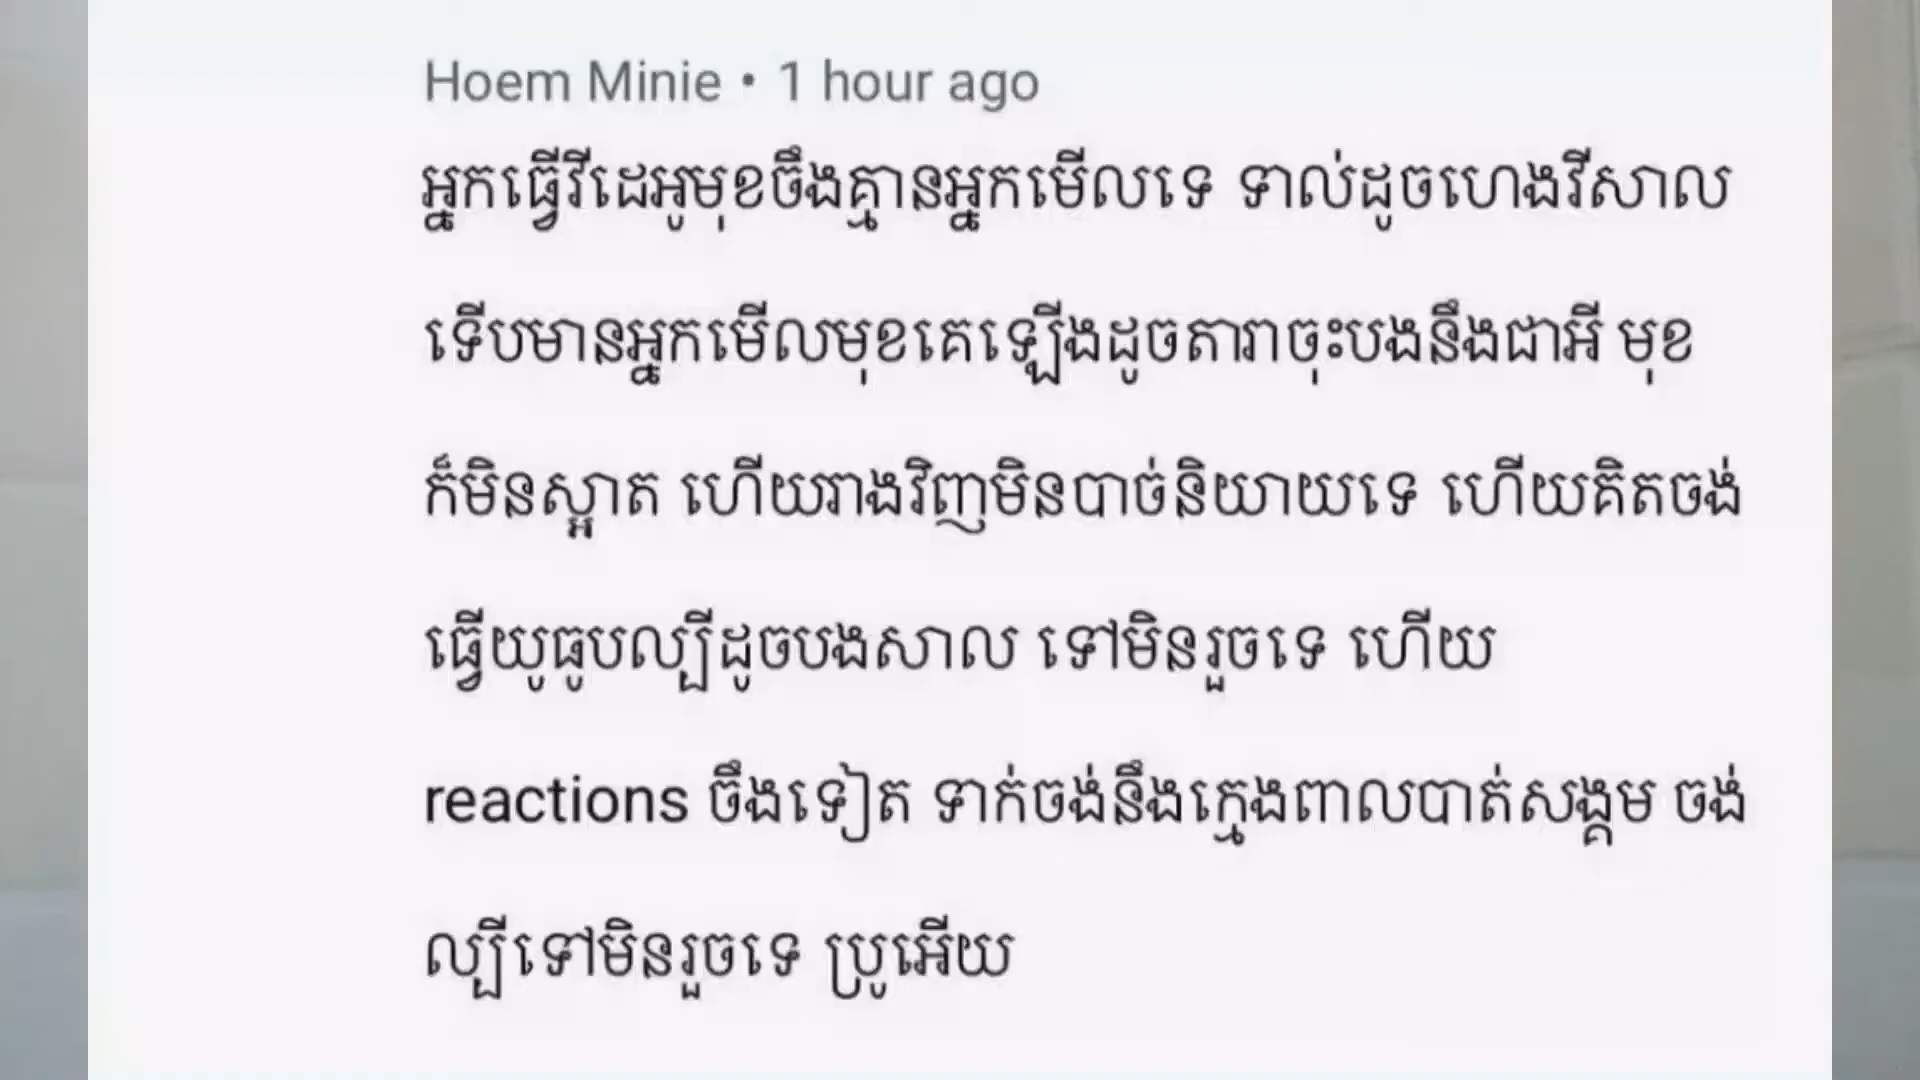 Hoem Minie • 1 hour ago
អ្នកធ្វើវីដេអូមុខចឹងគ្មានអ្នកមើលទេ ទាល់ដូចហេងវីសាល
ទើបមានអ្នកមើលមុខគេឡើងដូចតារាចុះបងនឹងជាអី មុខ
ក៏មិនស្អាត ហើយរាងវិញមិនបាច់និយាយទេ ហើយគិតចង់
ធ្វើយូធូបល្បីដូចបងសាល ទៅមិនរួចទេ ហើយ
reactions ចឹងទៀត ទាក់ចង់នឹងក្មេងពាលបាត់សង្គម ចង់
ល្បីទៅមិនរួចទេ ប្រូអើយ